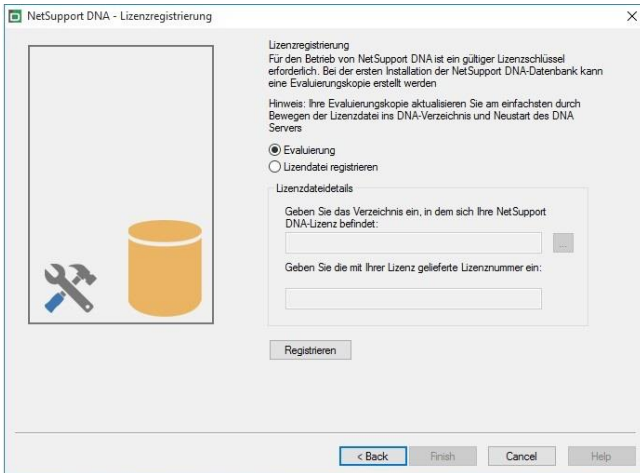 NetSupport DNA - Lizenzregistrierung
Lizenzregistrierung
Für den Betrieb von NetSupport DNA ist ein gültiger Lizenzschlüssel
erforderlich. Bei der ersten Installation der NetSupport DNA-Datenbank kann
eine Evaluierungskopie erstellt werden
Hinweis: Ihre Evaluierungskopie aktualisieren Sie am einfachsten durch
Bewegen der Lizenzdatei ins DNA-Verzeichnis und Neustart des DNA
Servers
Evaluierung
Lizendatei registrieren
Lizenzdateidetails
Geben Sie das Verzeichnis ein, in dem sich Ihre NetSupport
DNA-Lizenz befindet:
...
Geben Sie die mit Ihrer Lizenz gelieferte Lizenznummer ein:
Registrieren
< Back Finish Cancel Help